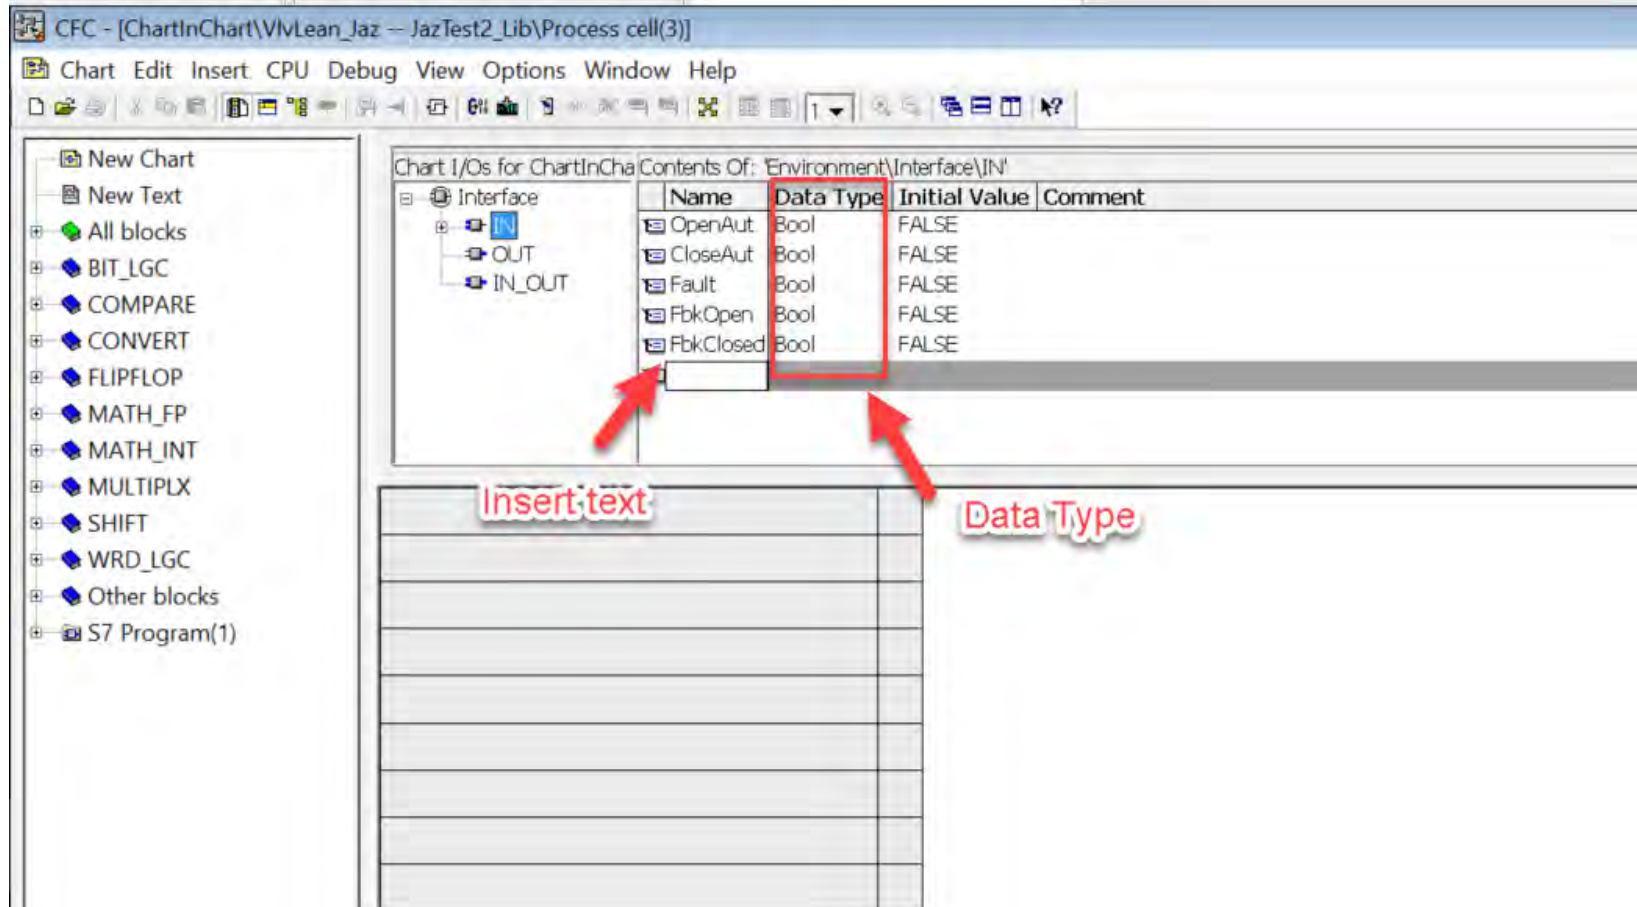 CFC - [ChartInChart\VlvLean_Jaz -- JazTest2_Lib\Process cell(3)]
Chart Edit Insert CPU Debug View Options Window Help
1
New Chart
New Text
All blocks
BIT_LGC
COMPARE
CONVERT
FLIPFLOP
MATH_FP
MATH_INT
MULTIPLX
SHIFT
WRD_LGC
Other blocks
S7 Program(1)
Chart I/Os for ChartInCha
Interface
IN
OUT
IN_OUT
Contents Of: 'Environment\Interface\IN'
Name Data Type Initial Value Comment
OpenAut Bool FALSE
CloseAut Bool FALSE
Fault Bool FALSE
FbkOpen Bool FALSE
FbkClosed Bool FALSE
Insert text
Data Type